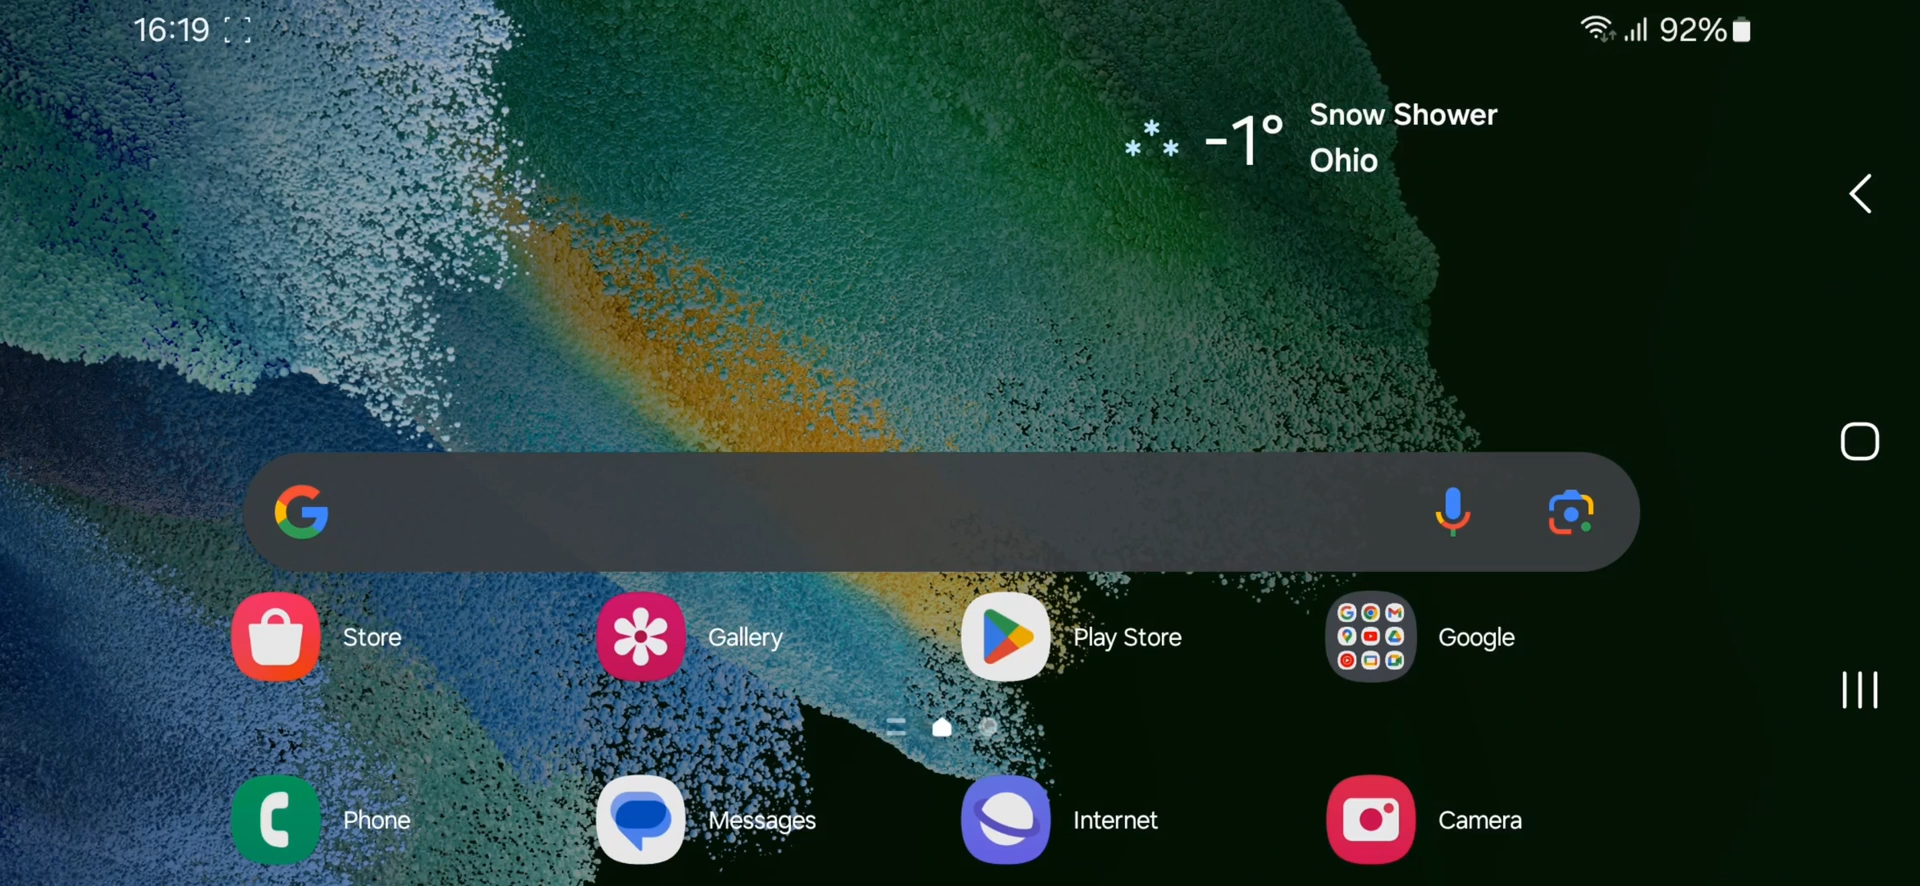 16:19
92%
-1°
Snow Shower
Ohio
Store
Gallery
Play Store
Google
Phone
Messages
Internet
Camera